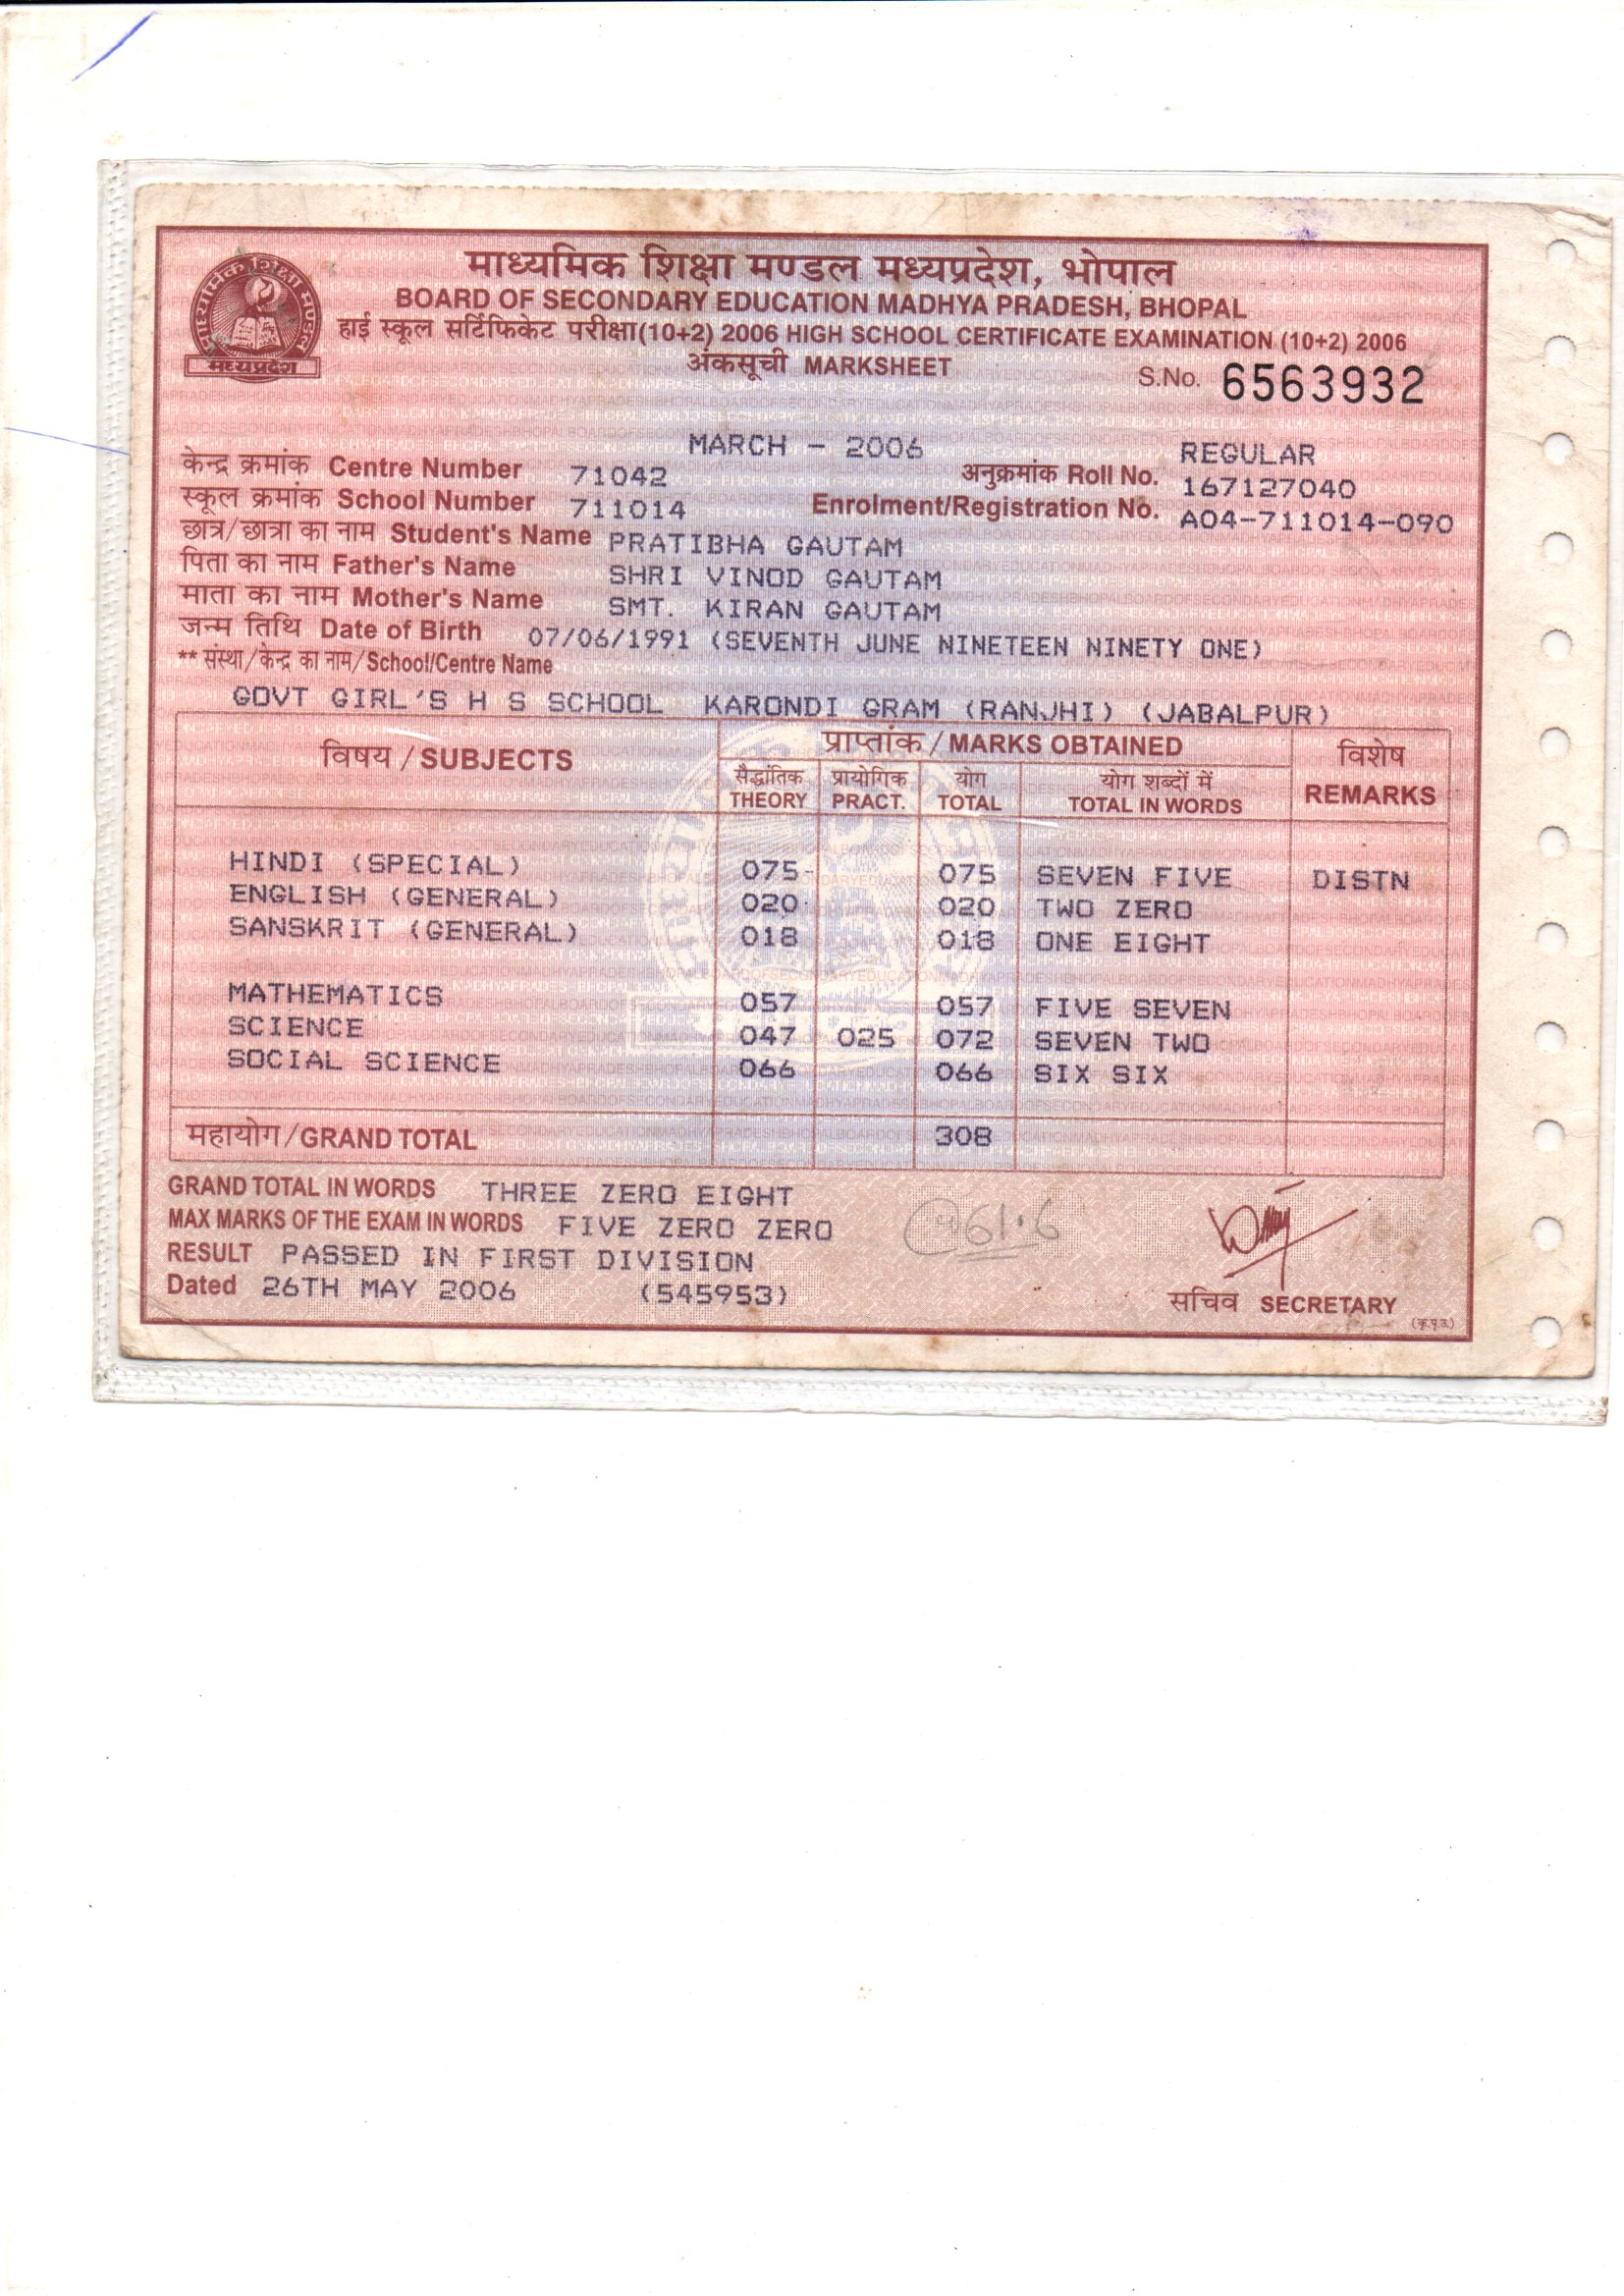 माध्यमिक शिक्षा मण्डल मध्यप्रदेश, भोपाल
BOARD OF SECONDARY EDUCATION MADHYA PRADESH, BHOPAL
हाई स्कूल सर्टिफिकेट परीक्षा(10+2) 2006 HIGH SCHOOL CERTIFICATE EXAMINATION (10+2) 2006
अंकसूची MARKSHEET
S.No. 6563932
मध्यप्रदेश
MARCH - 2006 REGULAR
केन्द्र क्रमांक Centre Number 71042 अनुक्रमांक Roll No. 167127040
स्कूल क्रमांक School Number 711014 Enrolment/Registration No. A04-711014-090
छात्र/छात्रा का नाम Student's Name PRATIBHA GAUTAM
पिता का नाम Father's Name SHRI VINOD GAUTAM
माता का नाम Mother's Name SMT. KIRAN GAUTAM
जन्म तिथि Date of Birth 07/06/1991 (SEVENTH JUNE NINETEEN NINETY ONE)
** संस्था/केन्द्र का नाम/School/Centre Name
GOVT GIRL'S H S SCHOOL KARONDI GRAM (RANJHI) (JABALPUR)
विषय / SUBJECTS प्राप्तांक / MARKS OBTAINED विशेष REMARKS
सैद्धांतिक THEORY प्रायोगिक PRACT. योग TOTAL योग शब्दों में TOTAL IN WORDS
HINDI (SPECIAL) 075 075 SEVEN FIVE DISTN
ENGLISH (GENERAL) 020 020 TWO ZERO
SANSKRIT (GENERAL) 018 018 ONE EIGHT
MATHEMATICS 057 057 FIVE SEVEN
SCIENCE 047 025 072 SEVEN TWO
SOCIAL SCIENCE 066 066 SIX SIX
महायोग/GRAND TOTAL 308
GRAND TOTAL IN WORDS THREE ZERO EIGHT
MAX MARKS OF THE EXAM IN WORDS FIVE ZERO ZERO
61.6
RESULT PASSED IN FIRST DIVISION
Dated 26TH MAY 2006 (545953)
सचिव SECRETARY
(कृ.पृ.उ.)